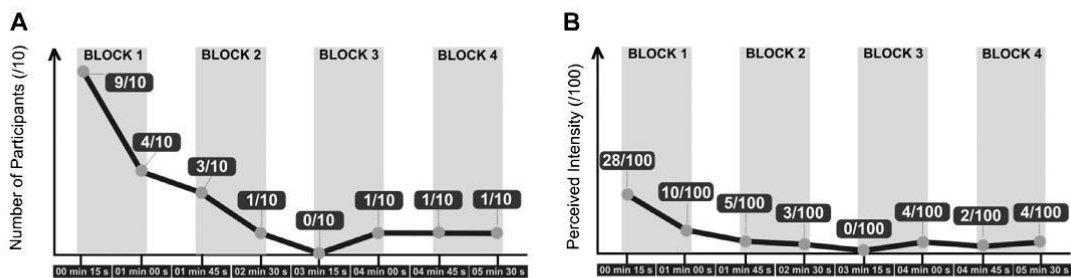 A
Number of Participants (/10)
BLOCK 1
BLOCK 2
BLOCK 3
BLOCK 4
9/10
4/10
3/10
1/10
0/10
1/10
1/10
1/10
00 min 15 s
01 min 00 s
01 min 45 s
02 min 30 s
03 min 15 s
04 min 00 s
04 min 45 s
05 min 30 s
B
Perceived Intensity (/100)
BLOCK 1
BLOCK 2
BLOCK 3
BLOCK 4
28/100
10/100
5/100
3/100
0/100
4/100
2/100
4/100
00 min 15 s
01 min 00 s
01 min 45 s
02 min 30 s
03 min 15 s
04 min 00 s
04 min 45 s
05 min 30 s